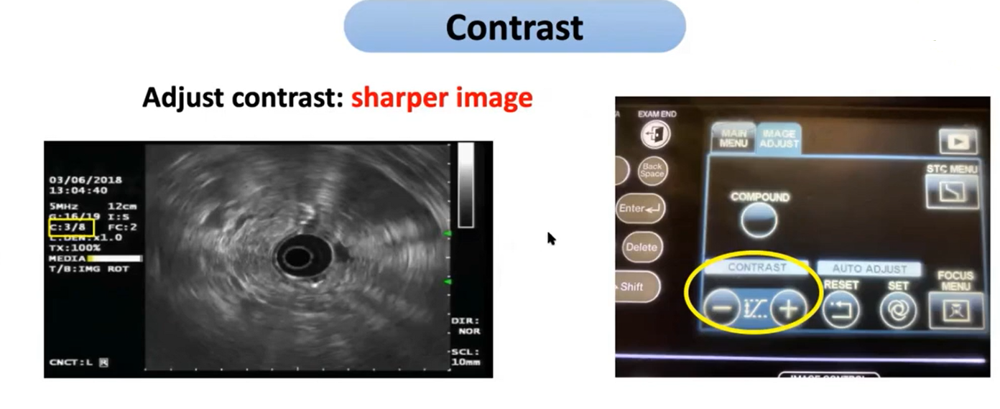 Contrast
Adjust contrast: sharper image
03/06/2018
13:04:40
5MHz 12cm
G:16/19 I:S
C:3/8 FC:2
L.DEN:x1.0
TX:100%
MEDIA
T/B:IMG ROT
CNCT:L R
DIR:
NOR
SCL:
10mm
EXAM END
Back
Space
Enter
Delete
Shift
MAIN
MENU
IMAGE
ADJUST
STC MENU
COMPOUND
CONTRAST
AUTO ADJUST
RESET
SET
FOCUS
MENU
IMAGE CONTROL